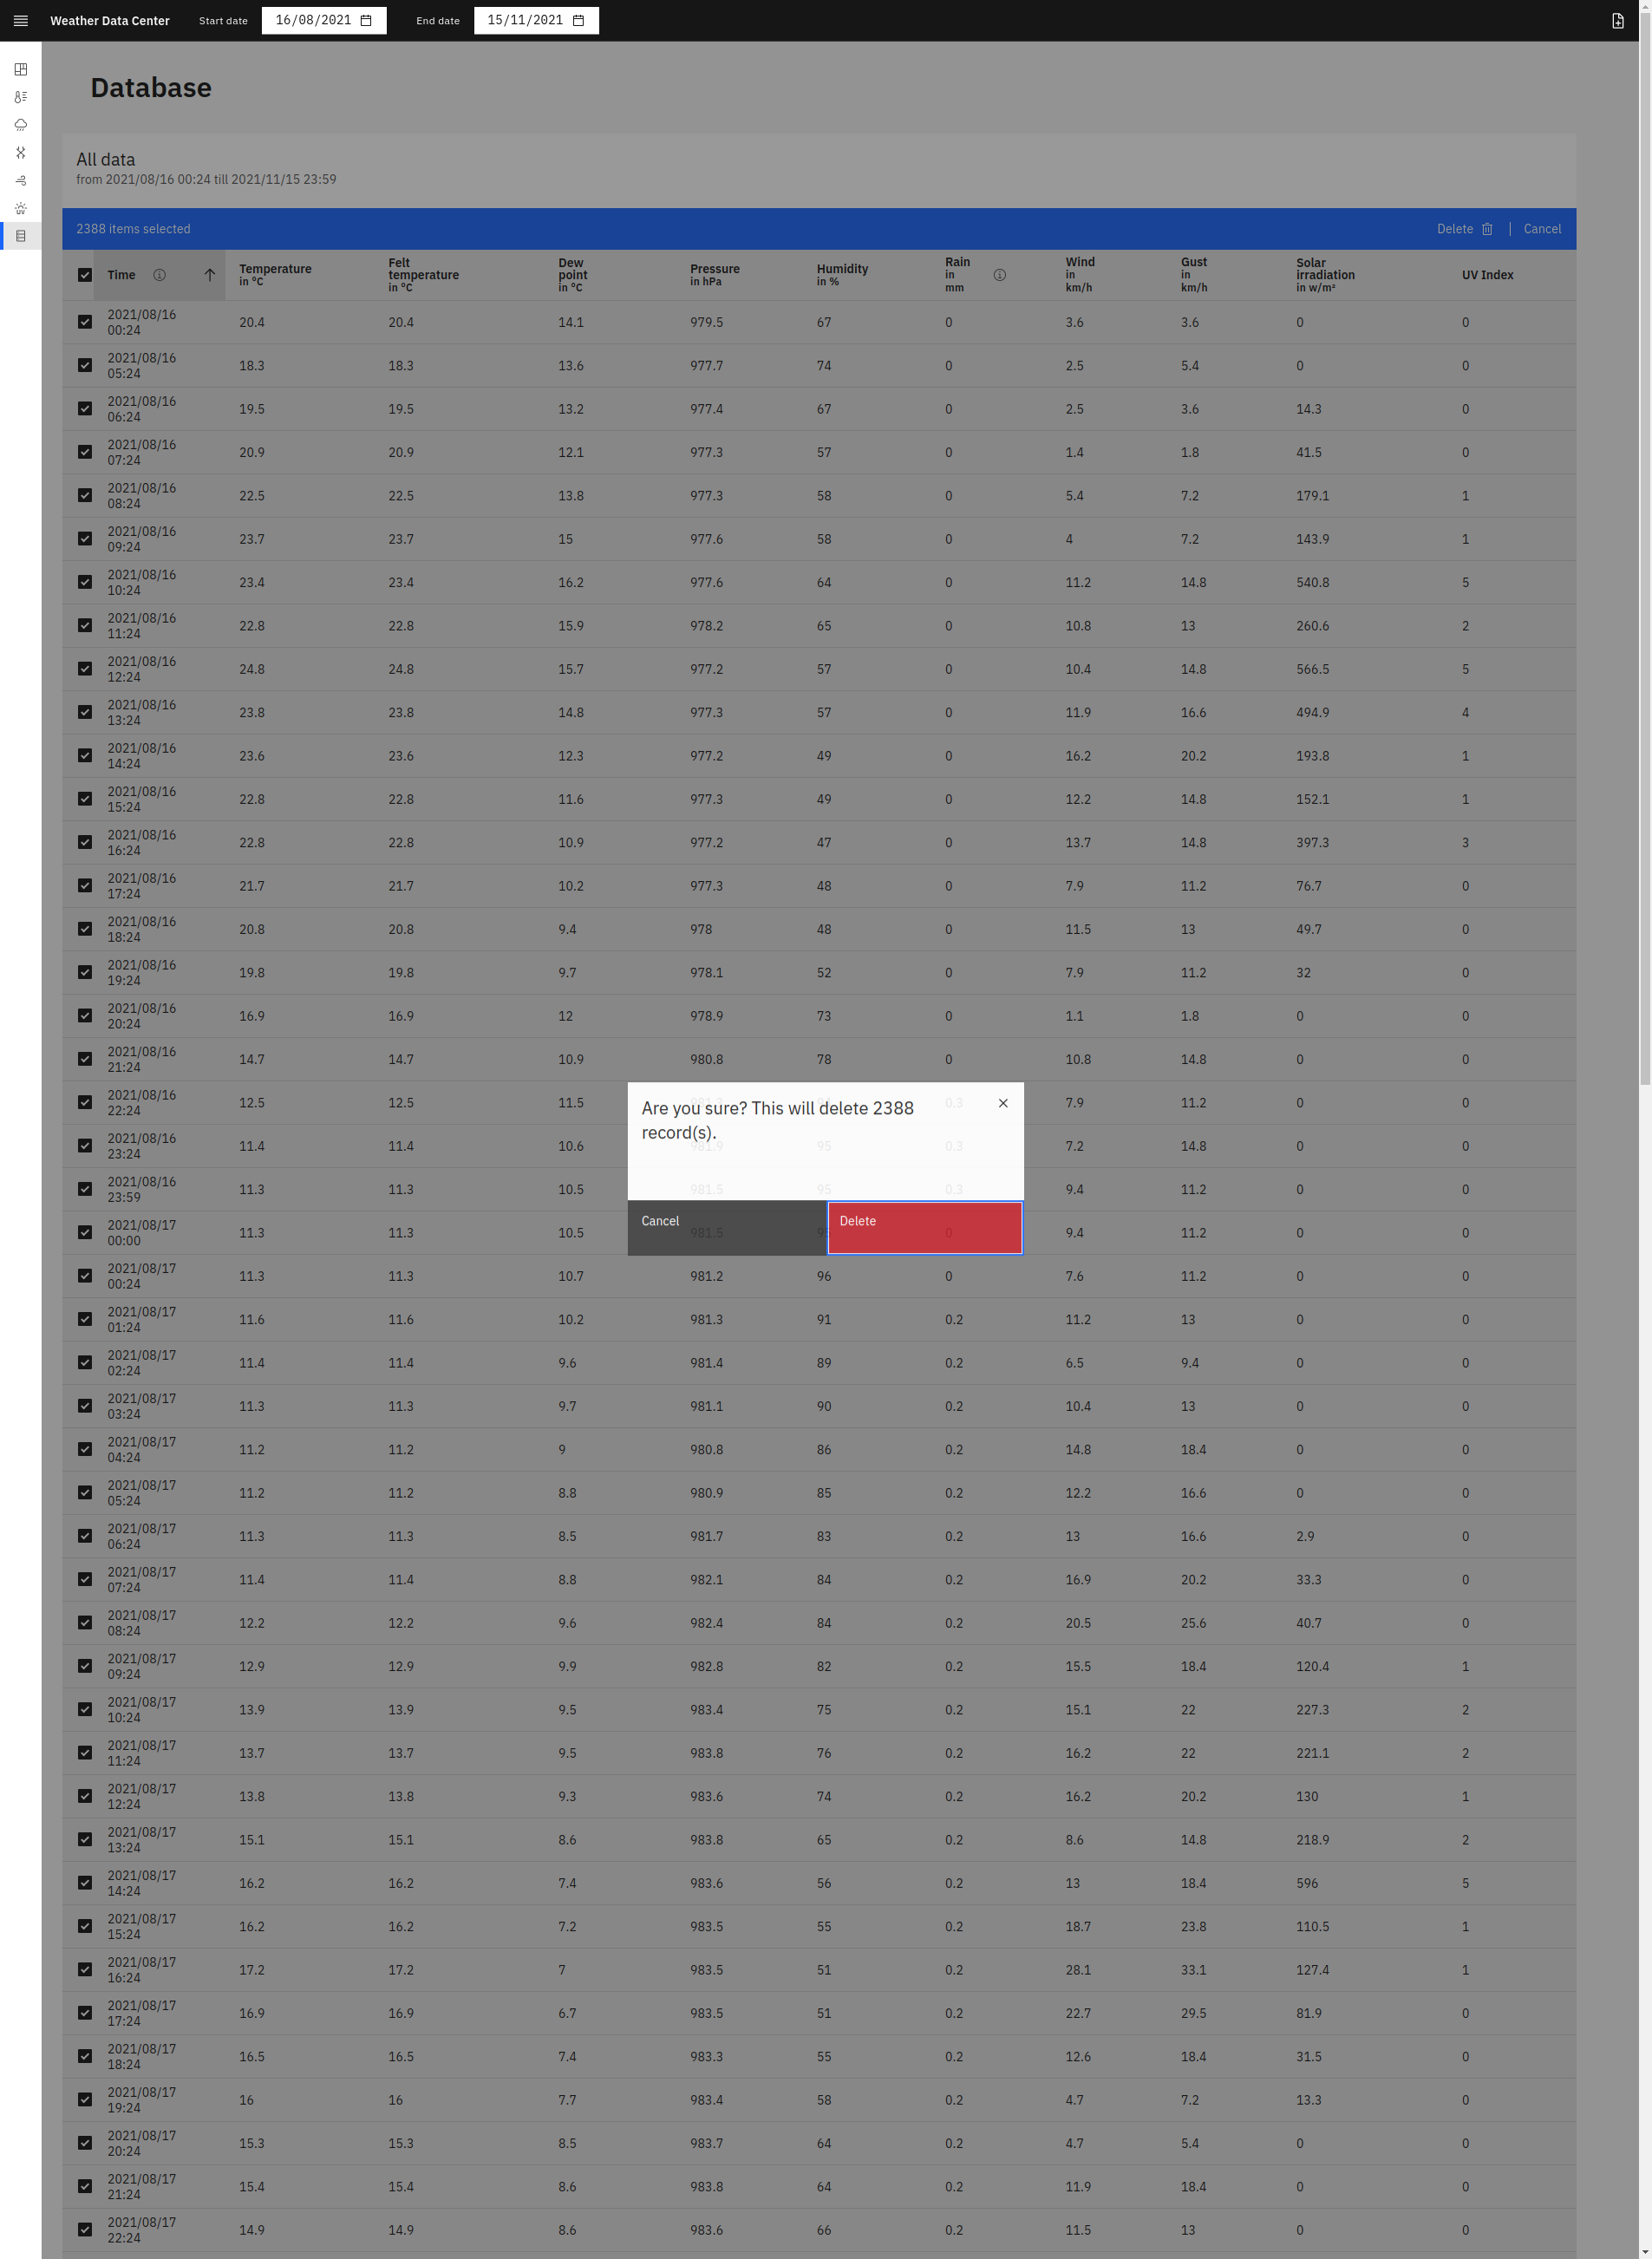 Weather Data Center Start date 16/08/2021 End date 15/11/2021
Database
All data
from 2021/08/16 00:24 till 2021/11/15 23:59
2388 items selected Delete Cancel
Time Temperature in °C Felt temperature in °C Dew point in °C Pressure in hPa Humidity in % Rain in mm Wind in km/h Gust in km/h Solar irradiation in w/m² UV Index
2021/08/16 00:24 20.4 20.4 14.1 979.5 67 0 3.6 3.6 0 0
2021/08/16 05:24 18.3 18.3 13.6 977.7 74 0 2.5 5.4 0 0
2021/08/16 06:24 19.5 19.5 13.2 977.4 67 0 2.5 3.6 14.3 0
2021/08/16 07:24 20.9 20.9 12.1 977.3 57 0 1.4 1.8 41.5 0
2021/08/16 08:24 22.5 22.5 13.8 977.3 58 0 5.4 7.2 179.1 1
2021/08/16 09:24 23.7 23.7 15 977.6 58 0 4 7.2 143.9 1
2021/08/16 10:24 23.4 23.4 16.2 977.6 64 0 11.2 14.8 540.8 5
2021/08/16 11:24 22.8 22.8 15.9 978.2 65 0 10.8 13 260.6 2
2021/08/16 12:24 24.8 24.8 15.7 977.2 57 0 10.4 14.8 566.5 5
2021/08/16 13:24 23.8 23.8 14.8 977.3 57 0 11.9 16.6 494.9 4
2021/08/16 14:24 23.6 23.6 12.3 977.2 49 0 16.2 20.2 193.8 1
2021/08/16 15:24 22.8 22.8 11.6 977.3 49 0 12.2 14.8 152.1 1
2021/08/16 16:24 22.8 22.8 10.9 977.2 47 0 13.7 14.8 397.3 3
2021/08/16 17:24 21.7 21.7 10.2 977.3 48 0 7.9 11.2 76.7 0
2021/08/16 18:24 20.8 20.8 9.4 978 48 0 11.5 13 49.7 0
2021/08/16 19:24 19.8 19.8 9.7 978.1 52 0 7.9 11.2 32 0
2021/08/16 20:24 16.9 16.9 12 978.9 73 0 1.1 1.8 0 0
2021/08/16 21:24 14.7 14.7 10.9 980.8 78 0 10.8 14.8 0 0
2021/08/16 22:24 12.5 12.5 11.5 0.3 7.9 11.2 0 0
Are you sure? This will delete 2388
record(s).
2021/08/16 23:24 11.4 11.4 10.6 981.9 95 0.3 7.2 14.8 0 0
2021/08/16 23:59 11.3 11.3 10.5 981.5 95 0.3 9.4 11.2 0 0
Cancel Delete
2021/08/17 00:00 11.3 11.3 10.5 981.5 0 9.4 11.2 0 0
2021/08/17 00:24 11.3 11.3 10.7 981.2 96 0 7.6 11.2 0 0
2021/08/17 01:24 11.6 11.6 10.2 981.3 91 0.2 11.2 13 0 0
2021/08/17 02:24 11.4 11.4 9.6 981.4 89 0.2 6.5 9.4 0 0
2021/08/17 03:24 11.3 11.3 9.7 981.1 90 0.2 10.4 13 0 0
2021/08/17 04:24 11.2 11.2 9 980.8 86 0.2 14.8 18.4 0 0
2021/08/17 05:24 11.2 11.2 8.8 980.9 85 0.2 12.2 16.6 0 0
2021/08/17 06:24 11.3 11.3 8.5 981.7 83 0.2 13 16.6 2.9 0
2021/08/17 07:24 11.4 11.4 8.8 982.1 84 0.2 16.9 20.2 33.3 0
2021/08/17 08:24 12.2 12.2 9.6 982.4 84 0.2 20.5 25.6 40.7 0
2021/08/17 09:24 12.9 12.9 9.9 982.8 82 0.2 15.5 18.4 120.4 1
2021/08/17 10:24 13.9 13.9 9.5 983.4 75 0.2 15.1 22 227.3 2
2021/08/17 11:24 13.7 13.7 9.5 983.8 76 0.2 16.2 22 221.1 2
2021/08/17 12:24 13.8 13.8 9.3 983.6 74 0.2 16.2 20.2 130 1
2021/08/17 13:24 15.1 15.1 8.6 983.8 65 0.2 8.6 14.8 218.9 2
2021/08/17 14:24 16.2 16.2 7.4 983.6 56 0.2 13 18.4 596 5
2021/08/17 15:24 16.2 16.2 7.2 983.5 55 0.2 18.7 23.8 110.5 1
2021/08/17 16:24 17.2 17.2 7 983.5 51 0.2 28.1 33.1 127.4 1
2021/08/17 17:24 16.9 16.9 6.7 983.5 51 0.2 22.7 29.5 81.9 0
2021/08/17 18:24 16.5 16.5 7.4 983.3 55 0.2 12.6 18.4 31.5 0
2021/08/17 19:24 16 16 7.7 983.4 58 0.2 4.7 7.2 13.3 0
2021/08/17 20:24 15.3 15.3 8.5 983.7 64 0.2 4.7 5.4 0 0
2021/08/17 21:24 15.4 15.4 8.6 983.8 64 0.2 11.9 18.4 0 0
2021/08/17 22:24 14.9 14.9 8.6 983.6 66 0.2 11.5 13 0 0